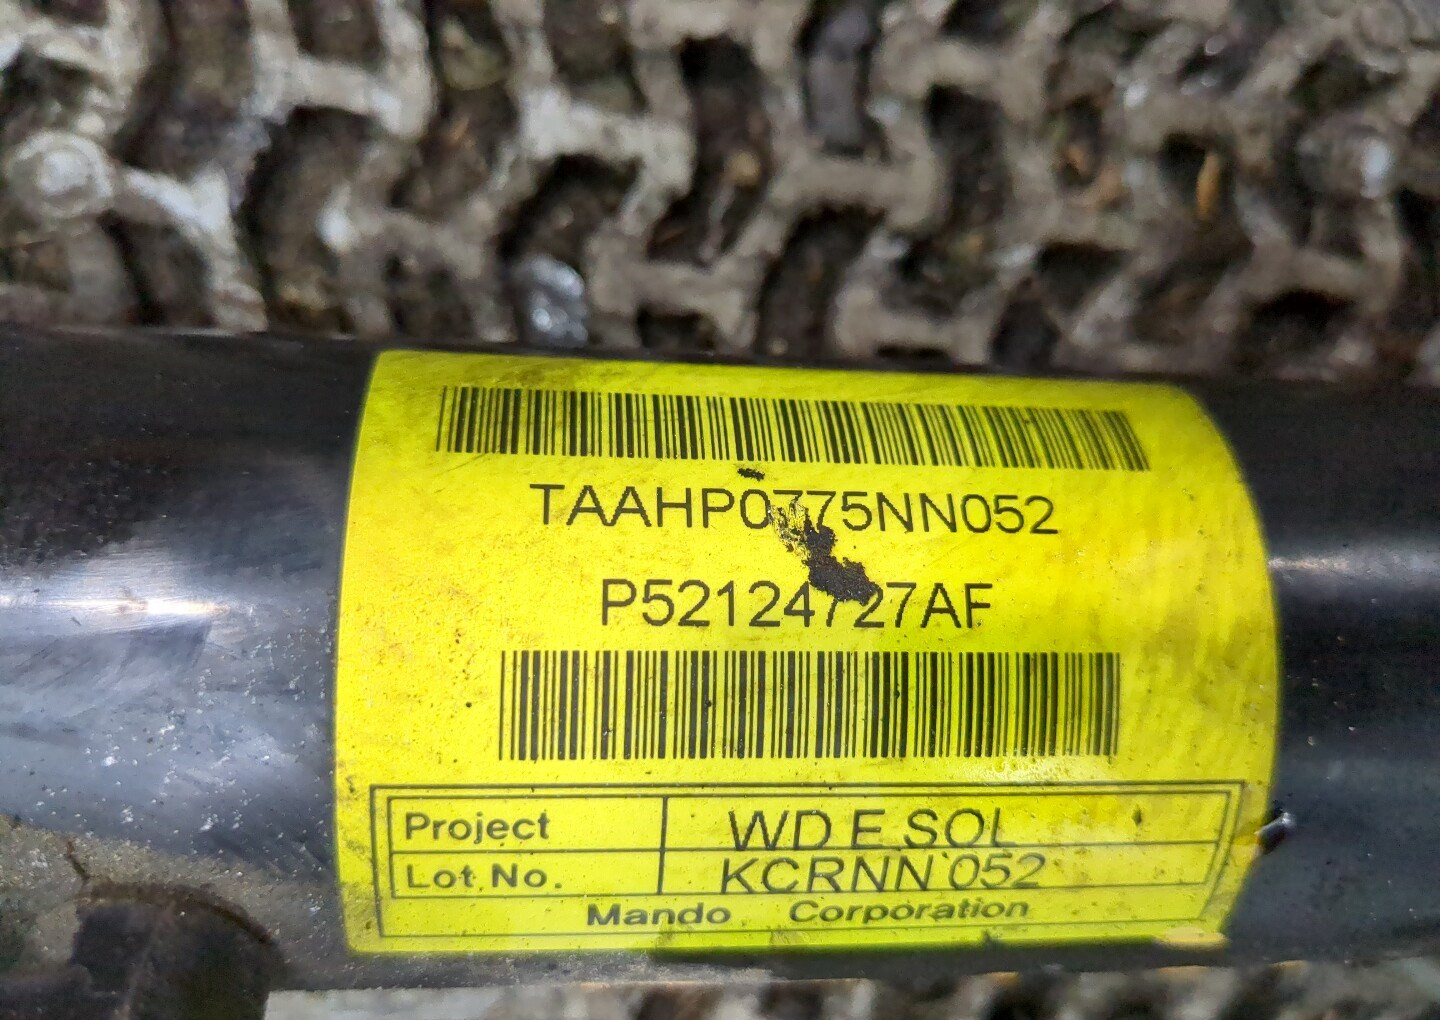 TAAHP0775NN052
P52124727AF
Project WD E SOL
Lot No. KCRNN 052
Mando Corporation